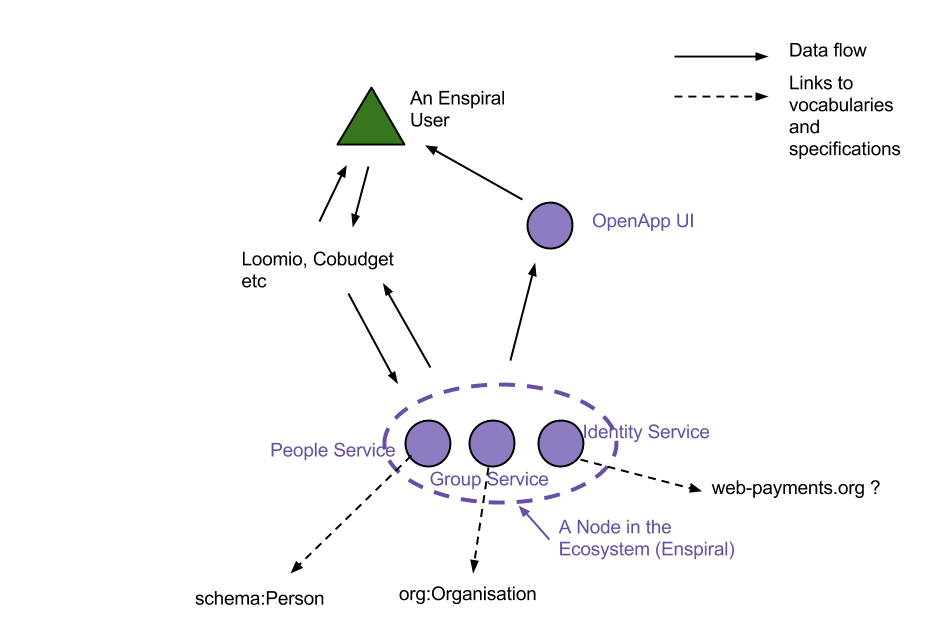 Data flow
Links to
vocabularies
and
specifications
An Enspiral
User
OpenApp UI
Loomio, Cobudget
etc
Identity Service
People Service
Group Service
web-payments.org ?
A Node in the
Ecosystem (Enspiral)
schema:Person
org:Organisation